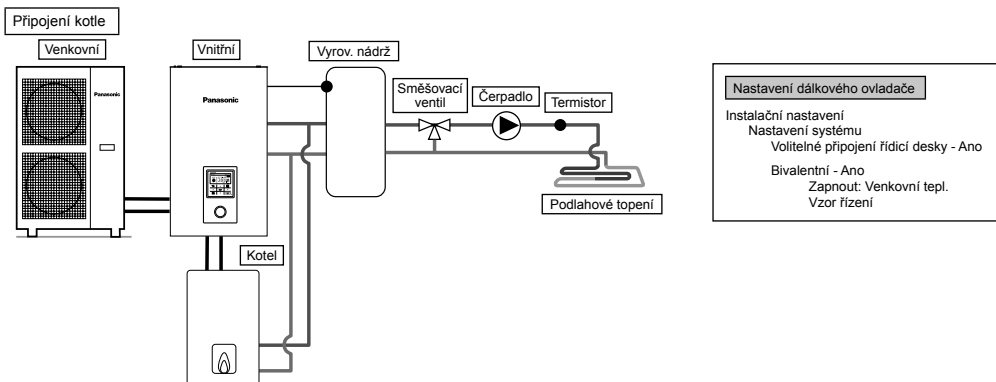 Připojení kotle
Venkovní
Vnitřní
Vyrov. nádrž
Směšovací
ventil
Čerpadlo
Termistor
Panasonic
Panasonic
Podlahové topení
Kotel
Nastavení dálkového ovladače
Instalační nastavení
Nastavení systému
Volitelné připojení řídicí desky - Ano
Bivalentní - Ano
Zapnout: Venkovní tepl.
Vzor řízení